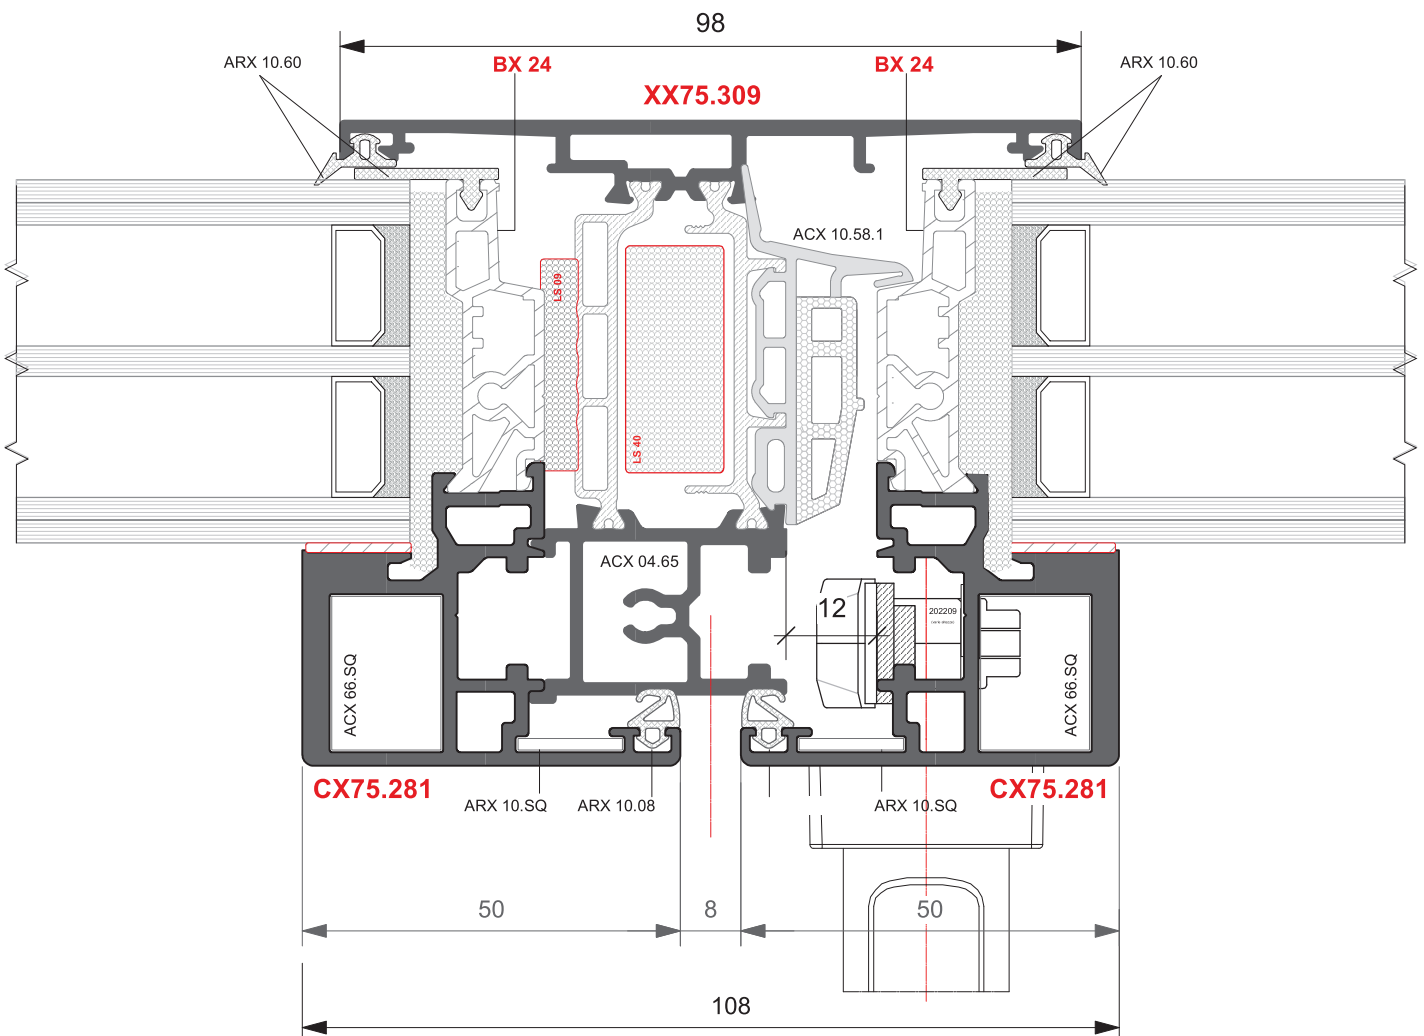 98
ARX 10.60
BX 24
BX 24
ARX 10.60
XX75.309
ACX 10.58.1
LS 09
LS 40
ACX 04.65
12
202209
ACX 66.SQ
ACX 66.SQ
CX75.281
CX75.281
ARX 10.SQ
ARX 10.08
ARX 10.SQ
50
8
50
108